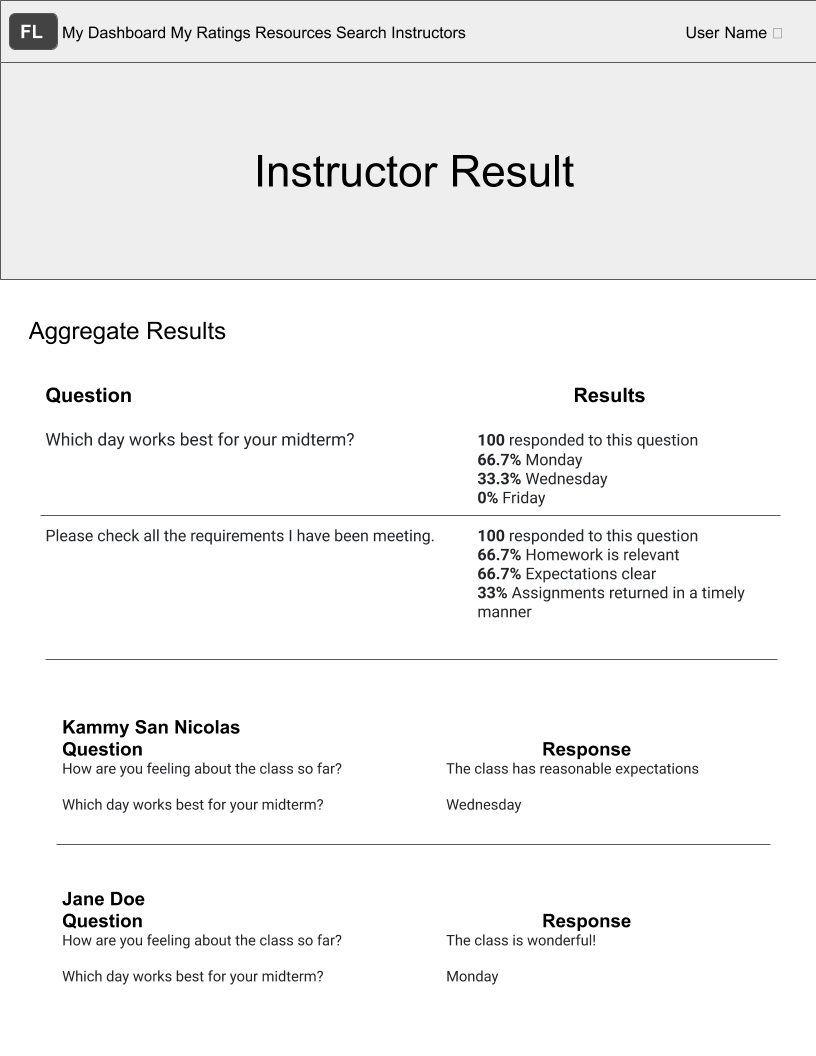 FL My Dashboard My Ratings Resources Search Instructors User Name
Instructor Result
Aggregate Results
Question Results
Which day works best for your midterm? 100 responded to this question
66.7% Monday
33.3% Wednesday
0% Friday
Please check all the requirements I have been meeting. 100 responded to this question
66.7% Homework is relevant
66.7% Expectations clear
33% Assignments returned in a timely
manner
Kammy San Nicolas
Question Response
How are you feeling about the class so far? The class has reasonable expectations
Which day works best for your midterm? Wednesday
Jane Doe
Question Response
How are you feeling about the class so far? The class is wonderful!
Which day works best for your midterm? Monday